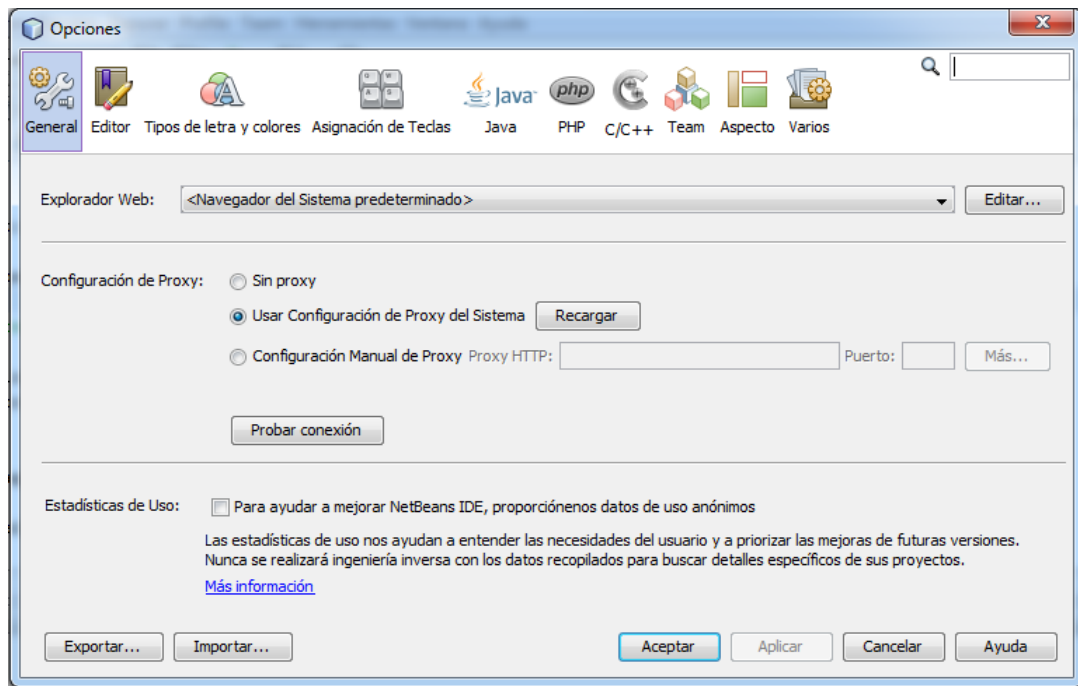 Opciones
General Editor Tipos de letra y colores Asignación de Teclas Java PHP C/C++ Team Aspecto Varios
Explorador Web: <Navegador del Sistema predeterminado> Editar...
Configuración de Proxy: Sin proxy
Usar Configuración de Proxy del Sistema Recargar
Configuración Manual de Proxy Proxy HTTP: Puerto: Más...
Probar conexión
Estadísticas de Uso: Para ayudar a mejorar NetBeans IDE, proporciónenos datos de uso anónimos
Las estadísticas de uso nos ayudan a entender las necesidades del usuario y a priorizar las mejoras de futuras versiones.
Nunca se realizará ingeniería inversa con los datos recopilados para buscar detalles específicos de sus proyectos.
Más información
Exportar... Importar... Aceptar Aplicar Cancelar Ayuda